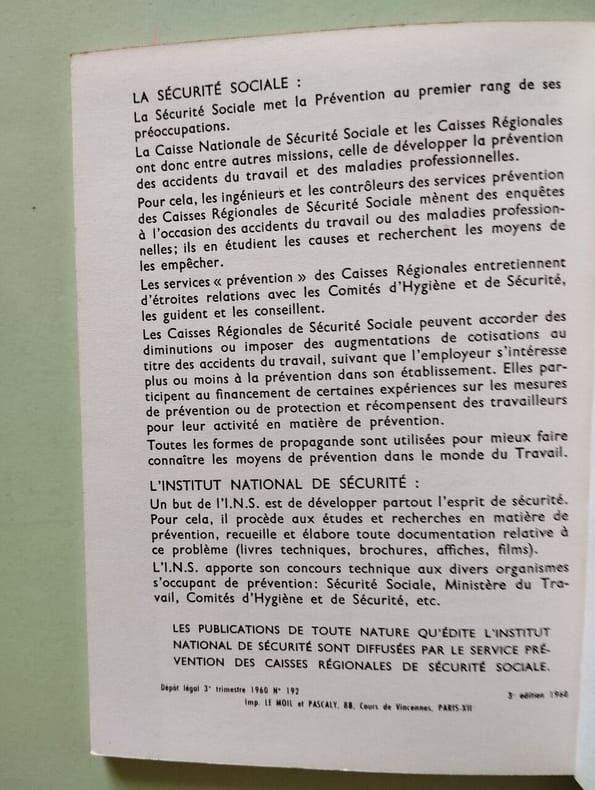 LA SÉCURITÉ SOCIALE :
La Sécurité Sociale met la Prévention au premier rang de ses
préoccupations.
La Caisse Nationale de Sécurité Sociale et les Caisses Régionales
ont donc entre autres missions, celle de développer la prévention
des accidents du travail et des maladies professionnelles.
Pour cela, les ingénieurs et les contrôleurs des services prévention
des Caisses Régionales de Sécurité Sociale mènent des enquêtes
à l'occasion des accidents du travail ou des maladies profession-
nelles; ils en étudient les causes et recherchent les moyens de
les empêcher.
Les services « prévention » des Caisses Régionales entretiennent
d'étroites relations avec les Comités d'Hygiène et de Sécurité,
les guident et les conseillent.
Les Caisses Régionales de Sécurité Sociale peuvent accorder des
diminutions ou imposer des augmentations de cotisations au
titre des accidents du travail, suivant que l'employeur s'intéresse
plus ou moins à la prévention dans son établissement. Elles par-
ticipent au financement de certaines expériences sur les mesures
de prévention ou de protection et récompensent des travailleurs
pour leur activité en matière de prévention.
Toutes les formes de propagande sont utilisées pour mieux faire
connaître les moyens de prévention dans le monde du Travail.
L'INSTITUT NATIONAL DE SÉCURITÉ :
Un but de l'I.N.S. est de développer partout l'esprit de sécurité.
Pour cela, il procède aux études et recherches en matière de
prévention, recueille et élabore toute documentation relative à
ce problème (livres techniques, brochures, affiches, films).
L'I.N.S. apporte son concours technique aux divers organismes
s'occupant de prévention: Sécurité Sociale, Ministère du Tra-
vail, Comités d'Hygiène et de Sécurité, etc.
LES PUBLICATIONS DE TOUTE NATURE QU'ÉDITE L'INSTITUT
NATIONAL DE SÉCURITÉ SONT DIFFUSÉES PAR LE SERVICE PRÉ-
VENTION DES CAISSES RÉGIONALES DE SÉCURITÉ SOCIALE.
Dépôt légal 3e trimestre 1960 N° 192
3e édition 1960
Imp. LE MOIL et PASCALY, 88, Cours de Vincennes, PARIS-XII